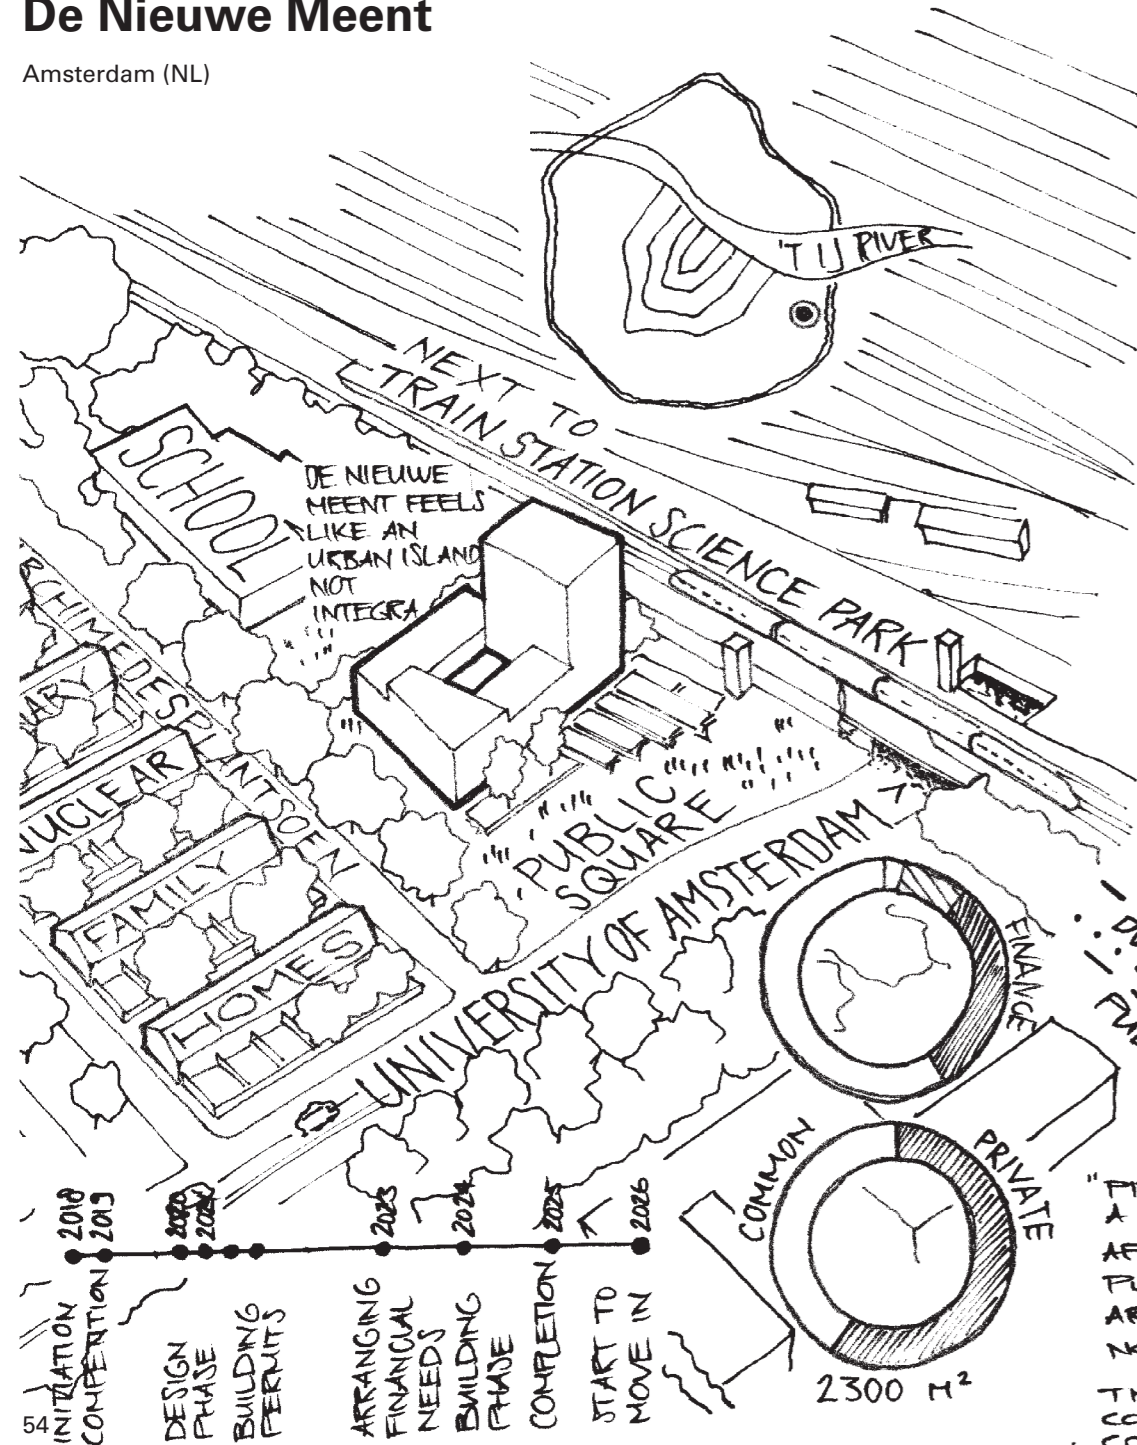 De Nieuwe Meent
Amsterdam (NL)
'T IJ RIVER
NEXT TO
TRAIN STATION SCIENCE PARK
SCHOOL
DE NIEUWE
MEENT FEELS
LIKE AN
URBAN ISLAND
NOT
INTEGRA
ARCHIMEDESPLANTSOEN
NUCLEAR
FAMILY
HOMES
PUBLIC
SQUARE
UNIVERSITY OF AMSTERDAM
FINANCE
COMMON
PRIVATE
2300 M²
2018
2019
2020
2021
2023
2024
2025
2026
INITIATION
COMPETITION
DESIGN
PHASE
BUILDING
PERMITS
ARRANGING
FINANCIAL
NEEDS
BUILDING
PHASE
COMPLETION
START TO
MOVE IN
54